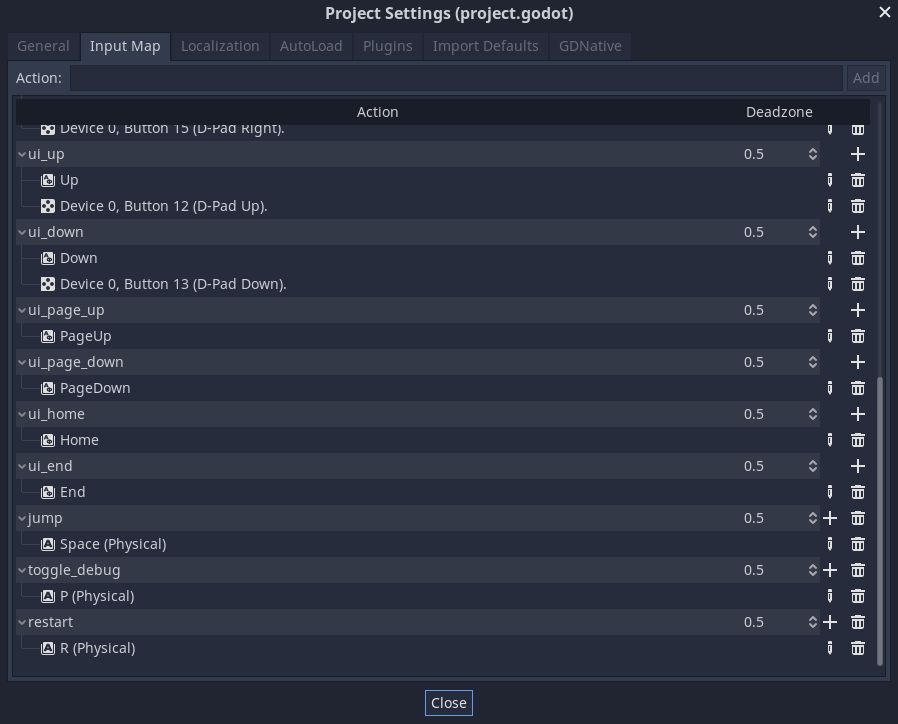 Project Settings (project.godot)
General Input Map Localization AutoLoad Plugins Import Defaults GDNative
Action: Add
Action Deadzone
Device 0, Button 15 (D-Pad Right).
ui_up 0.5
Up
Device 0, Button 12 (D-Pad Up).
ui_down 0.5
Down
Device 0, Button 13 (D-Pad Down).
ui_page_up 0.5
PageUp
ui_page_down 0.5
PageDown
ui_home 0.5
Home
ui_end 0.5
End
jump 0.5
Space (Physical)
toggle_debug 0.5
P (Physical)
restart 0.5
R (Physical)
Close